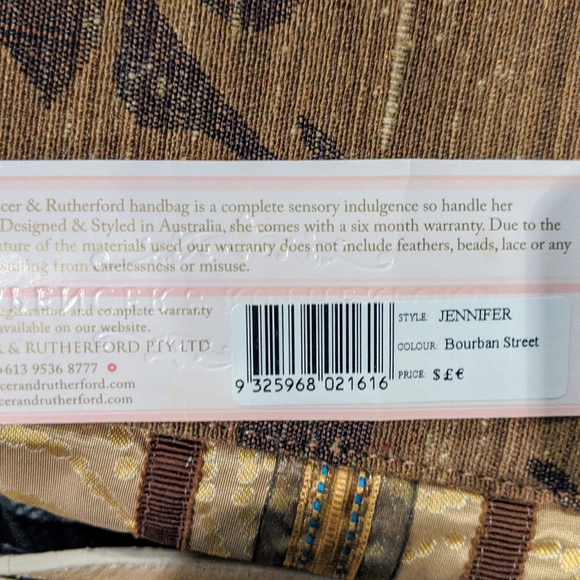 cer & Rutherford handbag is a complete sensory indulgence so handle her
Designed & Styled in Australia, she comes with a six month warranty. Due to the
ature of the materials used our warranty does not include feathers, beads, lace or any
sulting from carelessness or misuse.
egistration and complete warranty
available on our website.
R & RUTHERFORD PTY LTD
+613 9536 8777
cerandrutherford.com
cerandrutherford.com
9 325968 021616
STYLE: JENNIFER
COLOUR: Bourban Street
PRICE: $£€